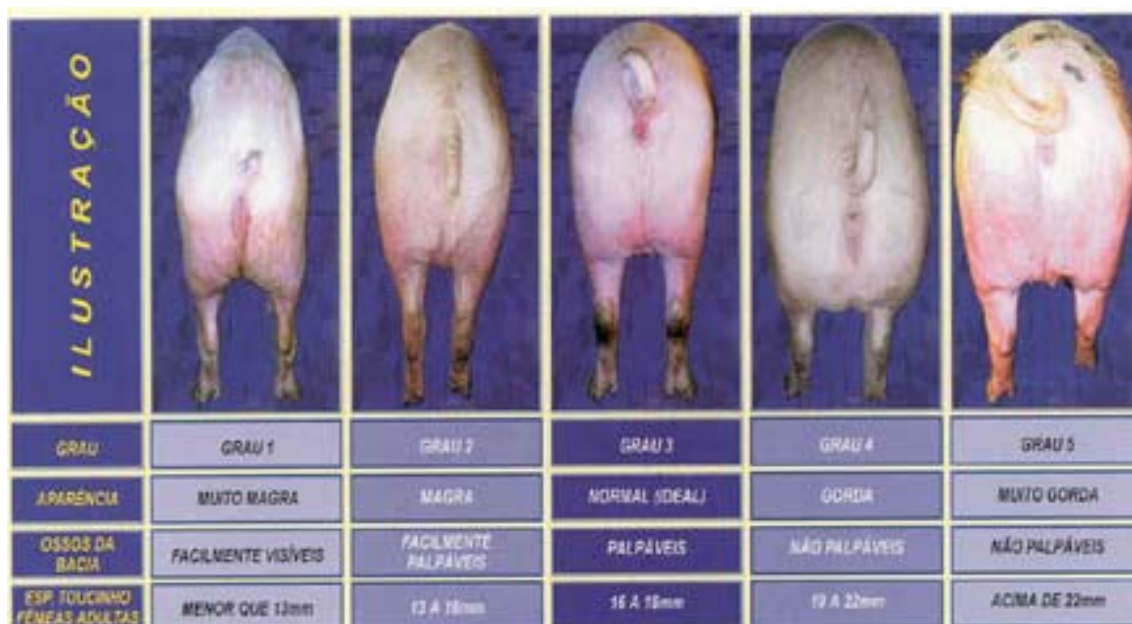 ILUSTRAÇÃO
GRAU
GRAU 1
GRAU 2
GRAU 3
GRAU 4
GRAU 5
APARÊNCIA
MUITO MAGRA
MAGRA
NORMAL (IDEAL)
GORDA
MUITO GORDA
OSSOS DA
BACIA
FACILMENTE VISÍVEIS
FACILMENTE
PALPÁVEIS
PALPÁVEIS
NÃO PALPÁVEIS
NÃO PALPÁVEIS
ESP. TOUCINHO
FÊMEAS ADULTAS
MENOR QUE 13mm
13 A
16 A 18mm
19 A 22mm
ACIMA DE 22mm